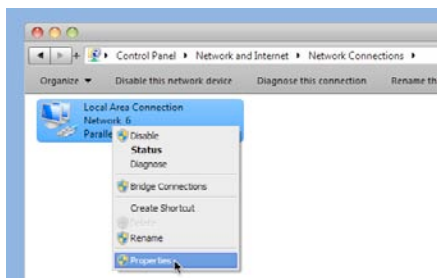 Control Panel Network and Internet Network Connections
Organize Disable this network device Diagnose this connection Rename th
Local Area Connection
Network 6
Paralle
Disable
Status
Diagnose
Bridge Connections
Create Shortcut
Delete
Rename
Properties